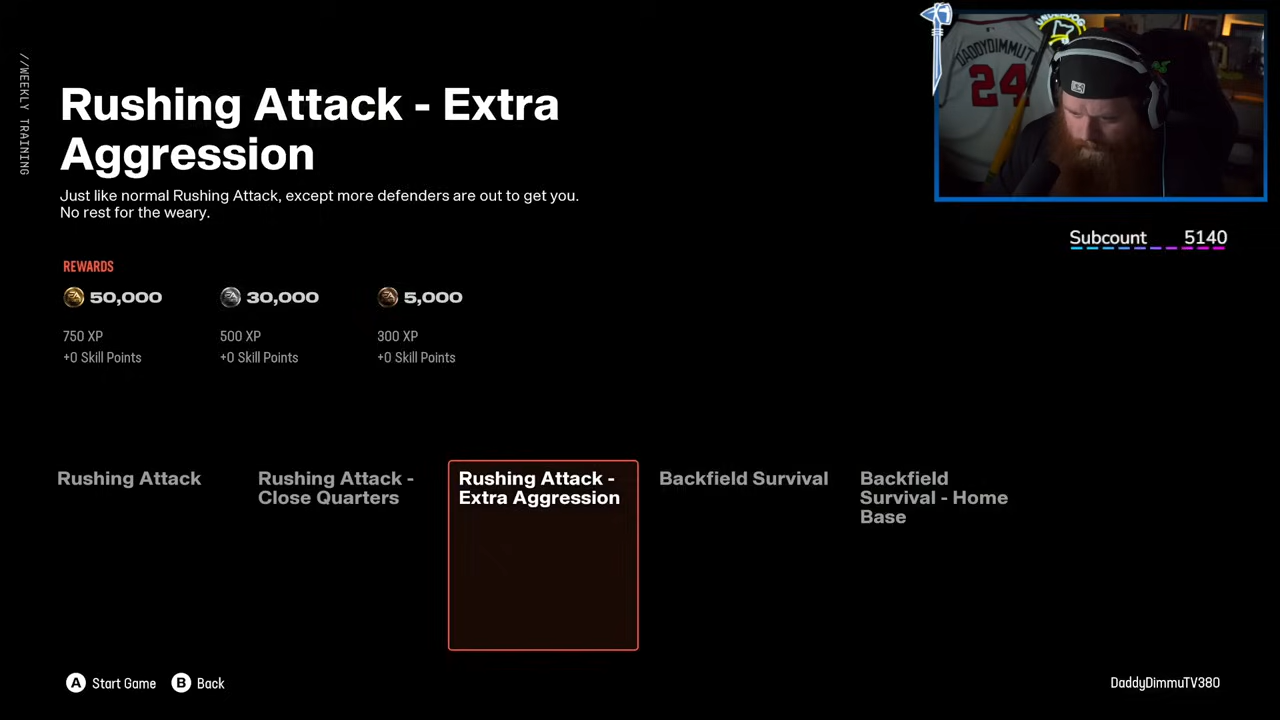 //WEEKLY TRAINING
Rushing Attack - Extra
Aggression
Just like normal Rushing Attack, except more defenders are out to get you.
No rest for the weary.
REWARDS
50,000
30,000
5,000
750 XP
500 XP
300 XP
+0 Skill Points
+0 Skill Points
+0 Skill Points
DADDYDIMMUT
24
Subcount 5140
Rushing Attack
Rushing Attack -
Close Quarters
Rushing Attack -
Extra Aggression
Backfield Survival
Backfield
Survival - Home
Base
A Start Game
B Back
DaddyDimmuTV380